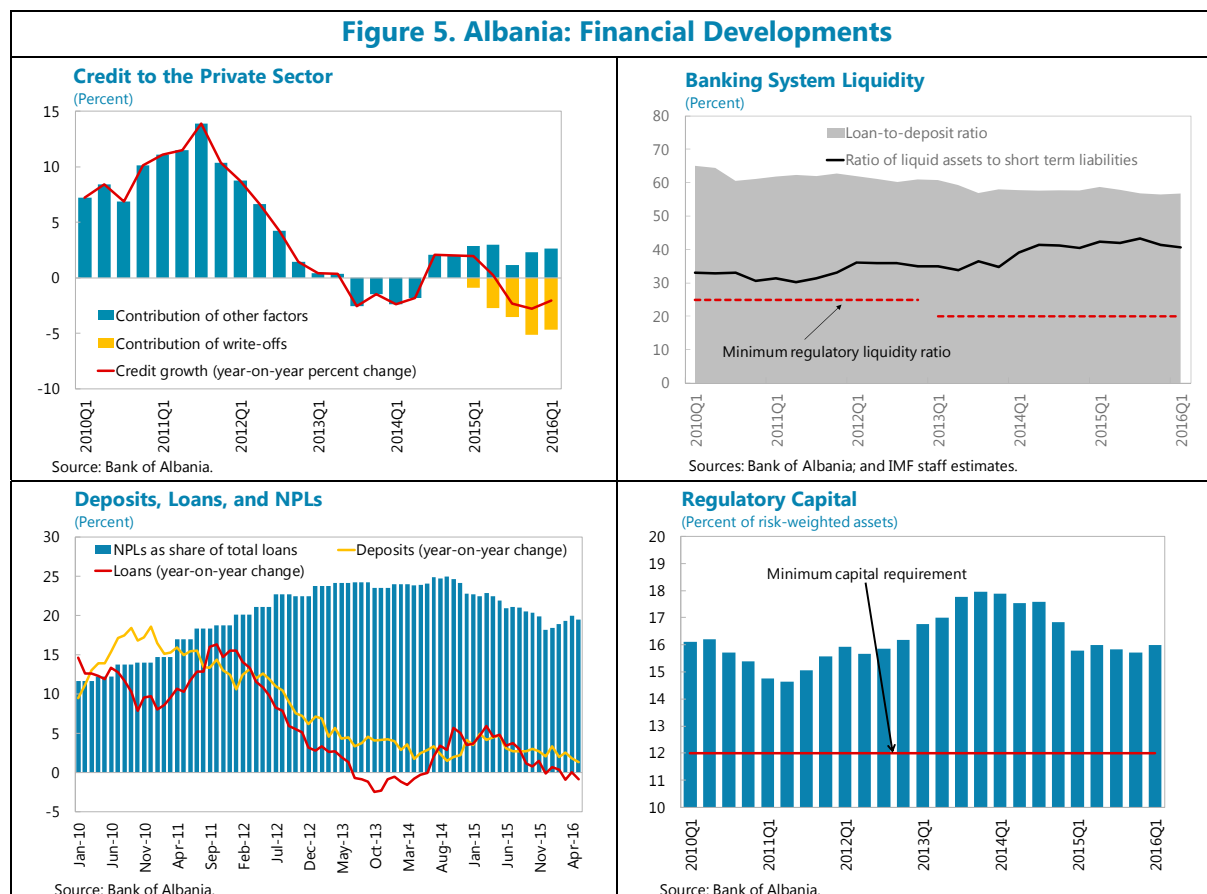 Figure 5. Albania: Financial Developments
Credit to the Private Sector
(Percent)
15
10
5
0
-5
-10
Contribution of other factors
Contribution of write-offs
Credit growth (year-on-year percent change)
2010Q1
2011Q1
2012Q1
2013Q1
2014Q1
2015Q1
2016Q1
Source: Bank of Albania.
Banking System Liquidity
(Percent)
80
70
60
50
40
30
20
10
0
Loan-to-deposit ratio
Ratio of liquid assets to short term liabilities
Minimum regulatory liquidity ratio
2010Q1
2011Q1
2012Q1
2013Q1
2014Q1
2015Q1
2016Q1
Sources: Bank of Albania; and IMF staff estimates.
Deposits, Loans, and NPLs
(Percent)
30
25
20
15
10
5
0
-5
NPLs as share of total loans
Deposits (year-on-year change)
Loans (year-on-year change)
Jan-10
Jun-10
Nov-10
Apr-11
Sep-11
Feb-12
Jul-12
Dec-12
May-13
Oct-13
Mar-14
Aug-14
Jan-15
Jun-15
Nov-15
Apr-16
Source: Bank of Albania.
Regulatory Capital
(Percent of risk-weighted assets)
20
19
18
17
16
15
14
13
12
11
10
Minimum capital requirement
2010Q1
2011Q1
2012Q1
2013Q1
2014Q1
2015Q1
2016Q1
Source: Bank of Albania.